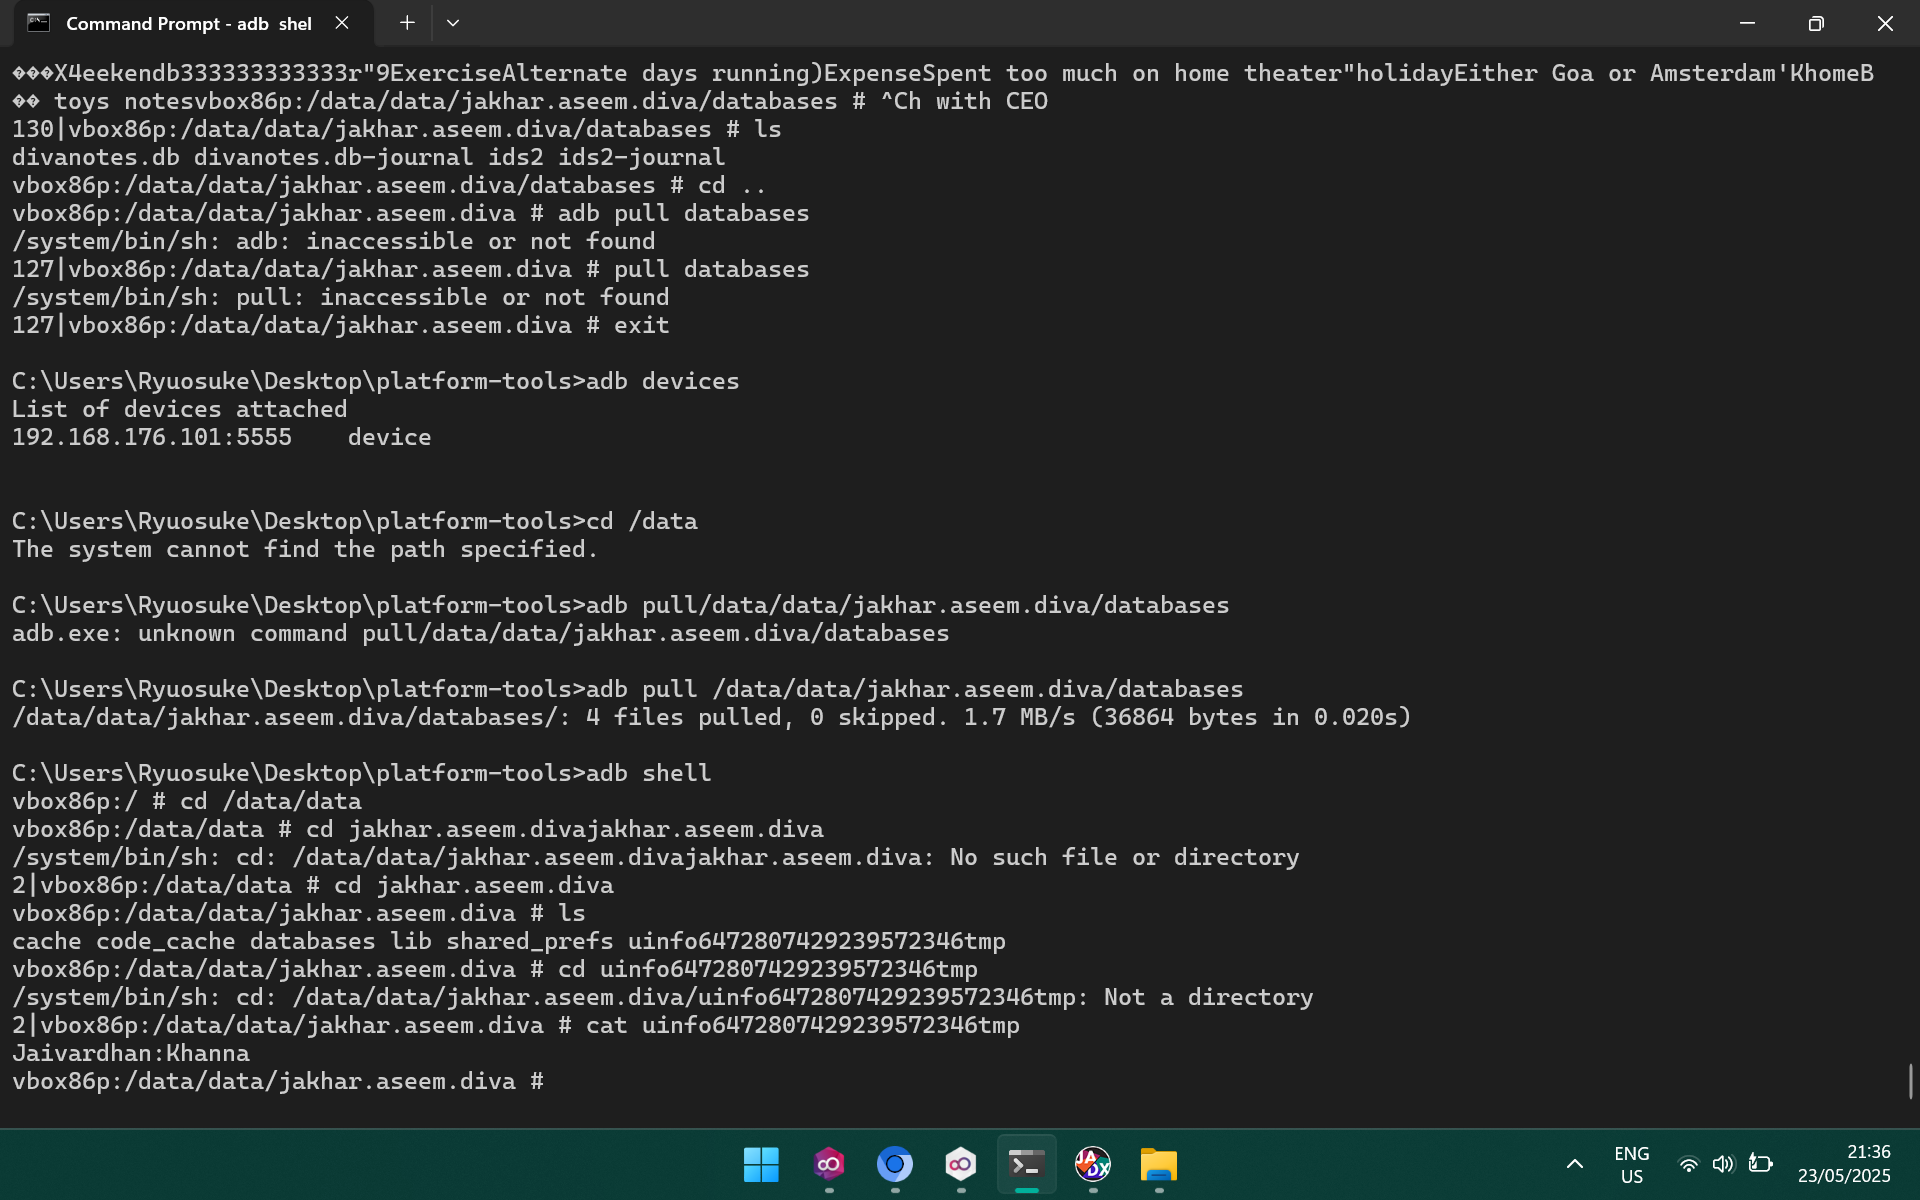 Command Prompt - adb  shel
���X4eekendb333333333333r"9ExerciseAlternate days running)ExpenseSpent too much on home theater"holidayEither Goa or Amsterdam'KhomeB
�� toys notesvbox86p:/data/data/jakhar.aseem.diva/databases # ^Ch with CEO
130|vbox86p:/data/data/jakhar.aseem.diva/databases # ls
divanotes.db divanotes.db-journal ids2 ids2-journal
vbox86p:/data/data/jakhar.aseem.diva/databases # cd ..
vbox86p:/data/data/jakhar.aseem.diva # adb pull databases
/system/bin/sh: adb: inaccessible or not found
127|vbox86p:/data/data/jakhar.aseem.diva # pull databases
/system/bin/sh: pull: inaccessible or not found
127|vbox86p:/data/data/jakhar.aseem.diva # exit
C:\Users\Ryuosuke\Desktop\platform-tools>adb devices
List of devices attached
192.168.176.101:5555    device
C:\Users\Ryuosuke\Desktop\platform-tools>cd /data
The system cannot find the path specified.
C:\Users\Ryuosuke\Desktop\platform-tools>adb pull/data/data/jakhar.aseem.diva/databases
adb.exe: unknown command pull/data/data/jakhar.aseem.diva/databases
C:\Users\Ryuosuke\Desktop\platform-tools>adb pull /data/data/jakhar.aseem.diva/databases
/data/data/jakhar.aseem.diva/databases/: 4 files pulled, 0 skipped. 1.7 MB/s (36864 bytes in 0.020s)
C:\Users\Ryuosuke\Desktop\platform-tools>adb shell
vbox86p:/ # cd /data/data
vbox86p:/data/data # cd jakhar.aseem.divajakhar.aseem.diva
/system/bin/sh: cd: /data/data/jakhar.aseem.divajakhar.aseem.diva: No such file or directory
2|vbox86p:/data/data # cd jakhar.aseem.diva
vbox86p:/data/data/jakhar.aseem.diva # ls
cache code_cache databases lib shared_prefs uinfo6472807429239572346tmp
vbox86p:/data/data/jakhar.aseem.diva # cd uinfo6472807429239572346tmp
/system/bin/sh: cd: /data/data/jakhar.aseem.diva/uinfo6472807429239572346tmp: Not a directory
2|vbox86p:/data/data/jakhar.aseem.diva # cat uinfo6472807429239572346tmp
Jaivardhan:Khanna
vbox86p:/data/data/jakhar.aseem.diva #
JADX
ENG
US
21:36
23/05/2025